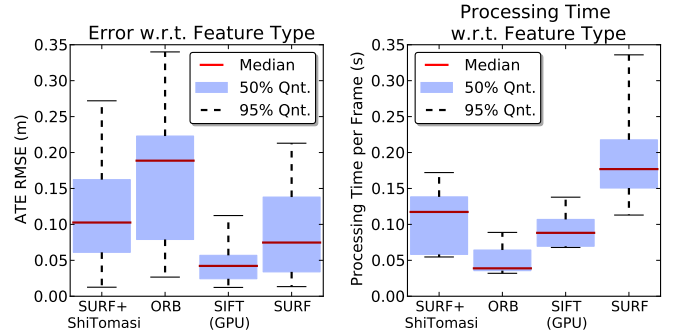 Error w.r.t. Feature Type
ATE RMSE (m)
0.35
0.30
0.25
0.20
0.15
0.10
0.05
0.00
Median
50% Qnt.
95% Qnt.
SURF+
ShiTomasi
ORB
SIFT
(GPU)
SURF
Processing Time
w.r.t. Feature Type
Processing Time per Frame (s)
0.35
0.30
0.25
0.20
0.15
0.10
0.05
0.00
Median
50% Qnt.
95% Qnt.
SURF+
ShiTomasi
ORB
SIFT
(GPU)
SURF